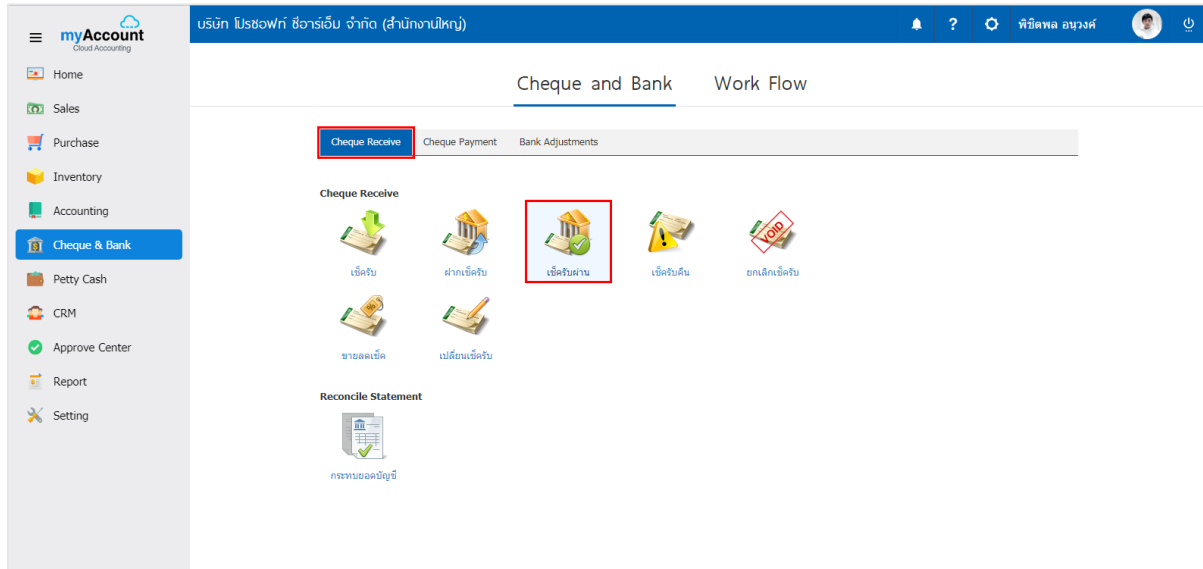 myAccount
Cloud Accounting
บริษัท โปรซอฟท์ ซีอาร์เอ็ม จำกัด (สำนักงานใหญ่)
? พิชิตพล อนุวงค์
Home
Sales
Purchase
Inventory
Accounting
Cheque & Bank
Petty Cash
CRM
Approve Center
Report
Setting
Cheque and Bank Work Flow
Cheque Receive Cheque Payment Bank Adjustments
Cheque Receive
VOID
เช็ครับ ฝากเช็ครับ เช็ครับผ่าน เช็ครับคืน ยกเลิกเช็ครับ
ขายลดเช็ค เปลี่ยนเช็ครับ
Reconcile Statement
กระทบยอดบัญชี